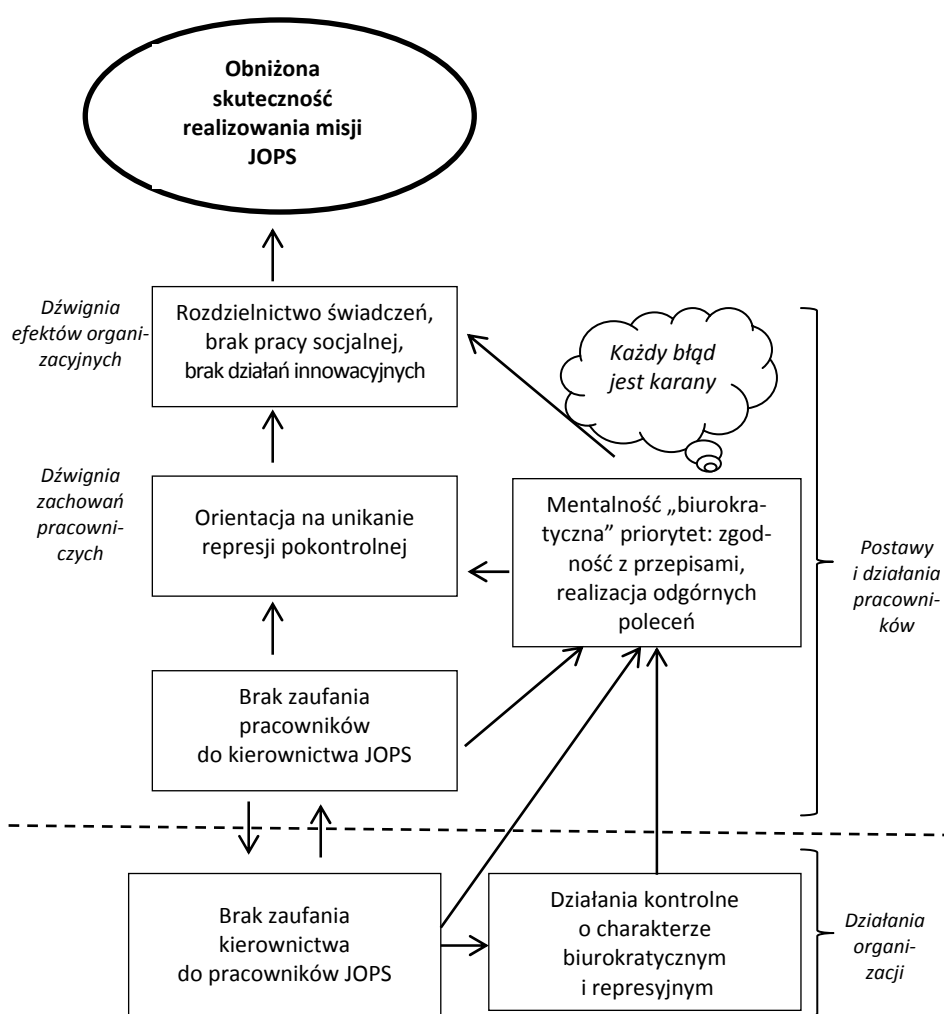 Obniżona
skuteczność
realizowania misji
JOPS
Dźwignia
efektów organi-
zacyjnych
Rozdzielnictwo świadczeń,
brak pracy socjalnej,
brak działań innowacyjnych
Każdy błąd
jest karany
Dźwignia
zachowań
pracowni-
czych
Orientacja na unikanie
represji pokontrolnej
Mentalność „biurokra-
tyczna” priorytet: zgod-
ność z przepisami,
realizacja odgórnych
poleceń
Postawy
i działania
pracowni-
ków
Brak zaufania
pracowników
do kierownictwa JOPS
Brak zaufania
kierownictwa
do pracowników JOPS
Działania kontrolne
o charakterze
biurokratycznym
i represyjnym
Działania
organi-
zacji